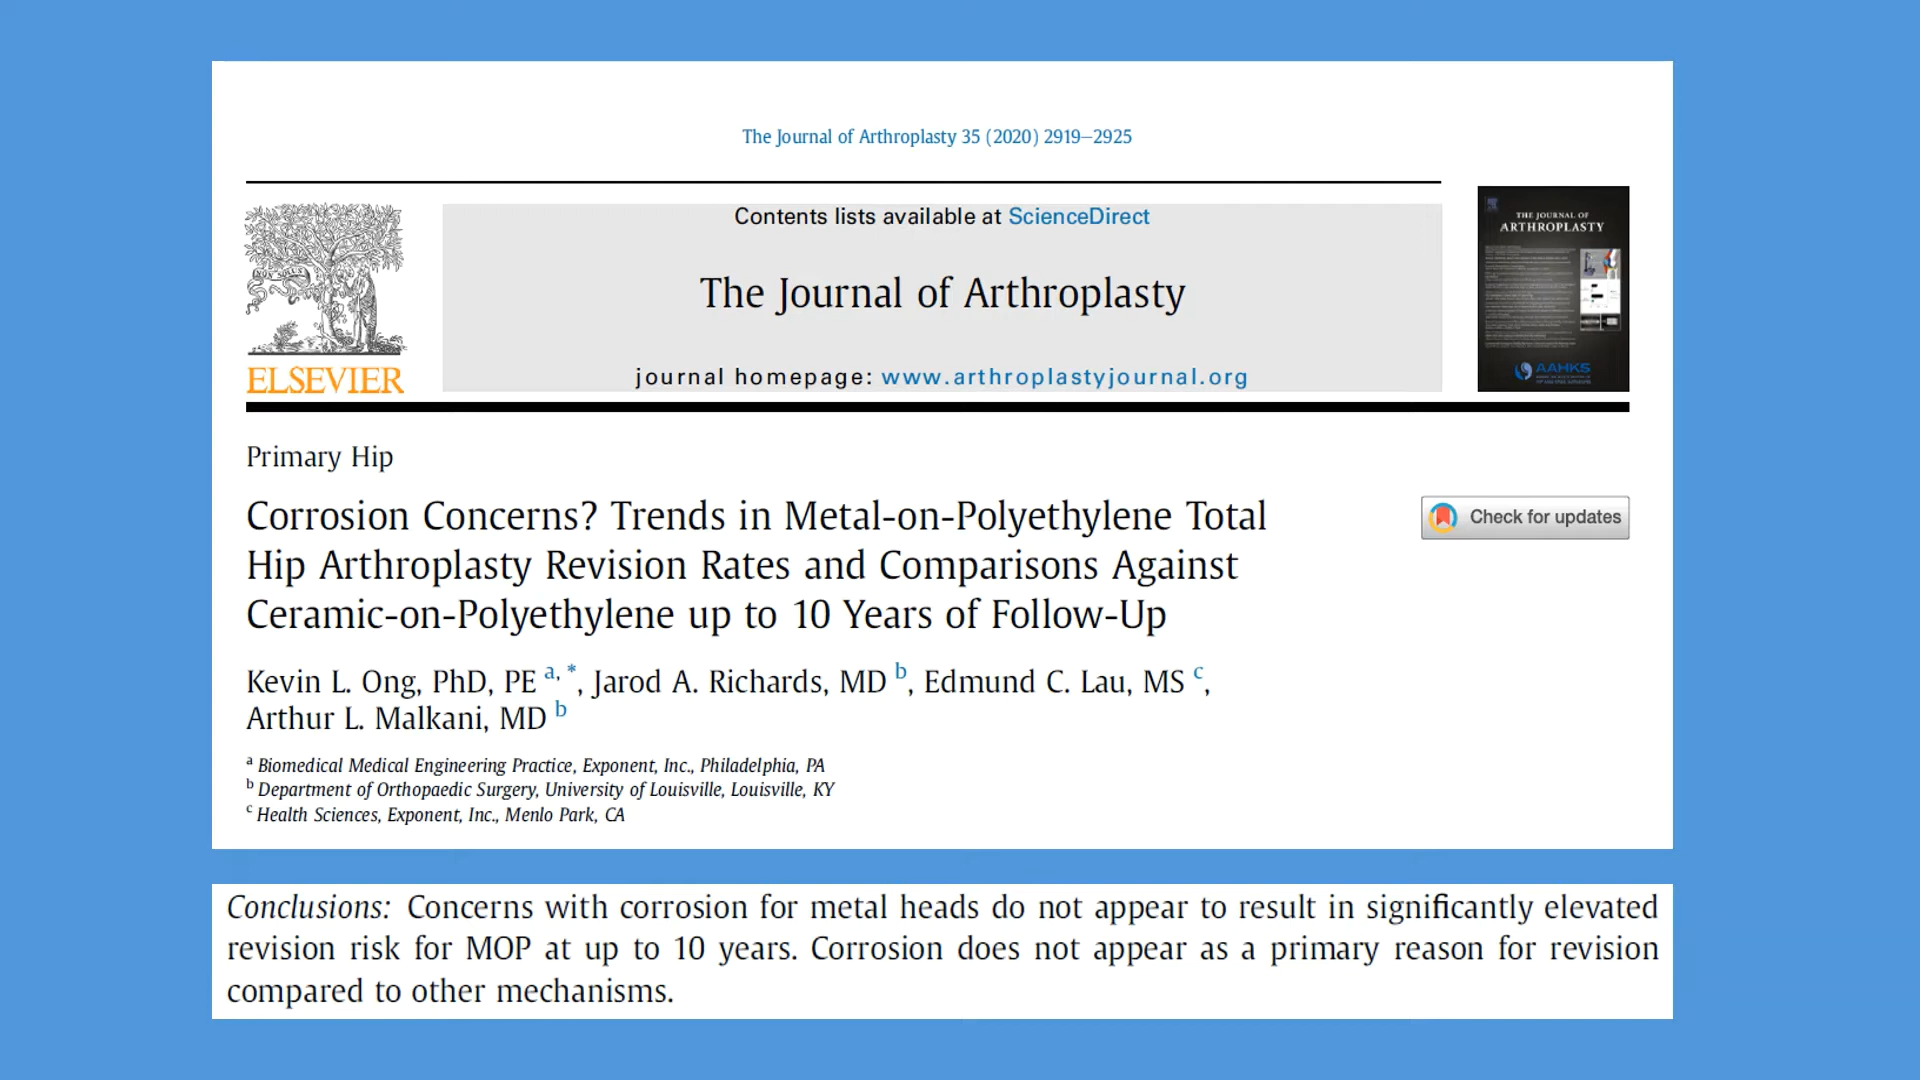 The Journal of Arthroplasty 35 (2020) 2919–2925
NON SOLUS
ELSEVIER
Contents lists available at ScienceDirect
The Journal of Arthroplasty
journal homepage: www.arthroplastyjournal.org
THE JOURNAL OF
ARTHROPLASTY
AAHKS
Primary Hip
Corrosion Concerns? Trends in Metal-on-Polyethylene Total
Hip Arthroplasty Revision Rates and Comparisons Against
Ceramic-on-Polyethylene up to 10 Years of Follow-Up
Check for updates
Kevin L. Ong, PhD, PE a, *, Jarod A. Richards, MD b, Edmund C. Lau, MS c,
Arthur L. Malkani, MD b
a Biomedical Medical Engineering Practice, Exponent, Inc., Philadelphia, PA
b Department of Orthopaedic Surgery, University of Louisville, Louisville, KY
c Health Sciences, Exponent, Inc., Menlo Park, CA
Conclusions: Concerns with corrosion for metal heads do not appear to result in significantly elevated
revision risk for MOP at up to 10 years. Corrosion does not appear as a primary reason for revision
compared to other mechanisms.